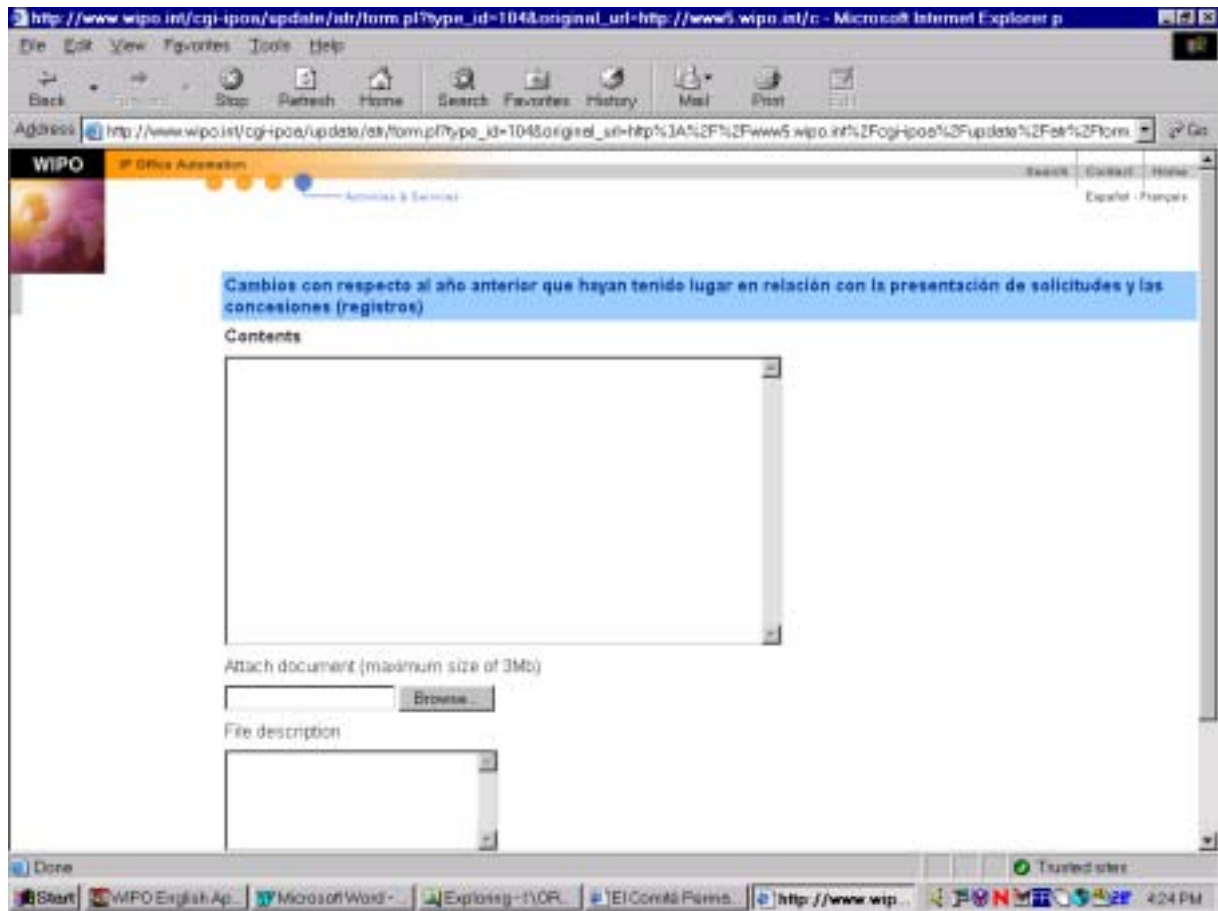 http://www.wipo.int/cgi-ipoa/update/atr/form.pl?type_id=104&original_url=http://www5.wipo.int/c - Microsoft Internet Explorer p
File Edit View Favorites Tools Help
Back Forward Stop Refresh Home Search Favorites History Mail Print Edit
Address http://www.wipo.int/cgi-ipoa/update/atr/form.pl?type_id=104&original_url=http%3A%2F%2Fwww5.wipo.int%2Fcgi-ipoa%2Fupdate%2Fatr%2Fform Go
WIPO IP Office Automation Search Contact Home
Activities & Services Español - Français
Cambios con respecto al año anterior que hayan tenido lugar en relación con la presentación de solicitudes y las
concesiones (registros)
Contents
Attach document (maximum size of 3Mb)
Browse...
File description
Done Trusted sites
Start WIPO English Ap... Microsoft Word - ... Exploring - I:\OR... El Comité Perma... http://www.wip... 4:24 PM